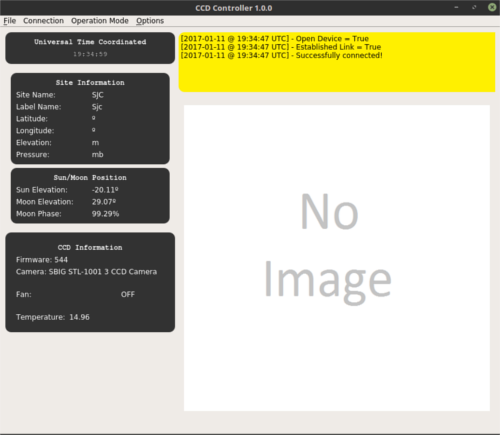 CCD Controller 1.0.0
File Connection Operation Mode Options
Universal Time Coordinated
19:34:59
Site Information
Site Name: SJC
Label Name: Sjc
Latitude: º
Longitude: º
Elevation: m
Pressure: mb
Sun/Moon Position
Sun Elevation: -20.11º
Moon Elevation: 29.07º
Moon Phase: 99.29%
CCD Information
Firmware: 544
Camera: SBIG STL-1001 3 CCD Camera
Fan: OFF
Temperature: 14.96
[2017-01-11 @ 19:34:47 UTC] - Open Device = True
[2017-01-11 @ 19:34:47 UTC] - Established Link = True
[2017-01-11 @ 19:34:47 UTC] - Successfully connected!
No
Image